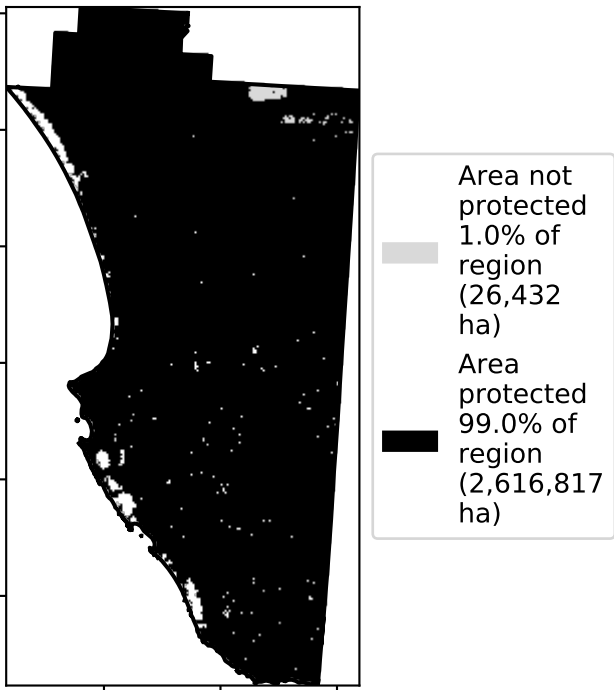 Area not
protected
1.0% of
region
(26,432
ha)
Area
protected
99.0% of
region
(2,616,817
ha)